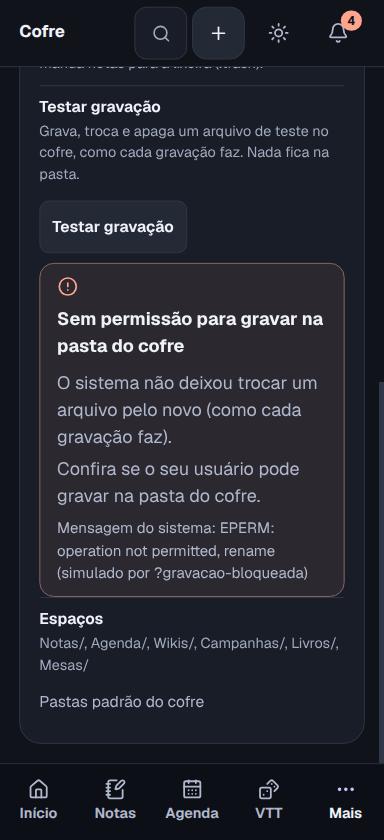 Cofre
4
Testar gravação
Grava, troca e apaga um arquivo de teste no
cofre, como cada gravação faz. Nada fica na
pasta.
Testar gravação
Sem permissão para gravar na
pasta do cofre
O sistema não deixou trocar um
arquivo pelo novo (como cada
gravação faz).
Confira se o seu usuário pode
gravar na pasta do cofre.
Mensagem do sistema: EPERM:
operation not permitted, rename
(simulado por ?gravacao-bloqueada)
Espaços
Notas/, Agenda/, Wikis/, Campanhas/, Livros/,
Mesas/
Pastas padrão do cofre
Início Notas Agenda VTT Mais